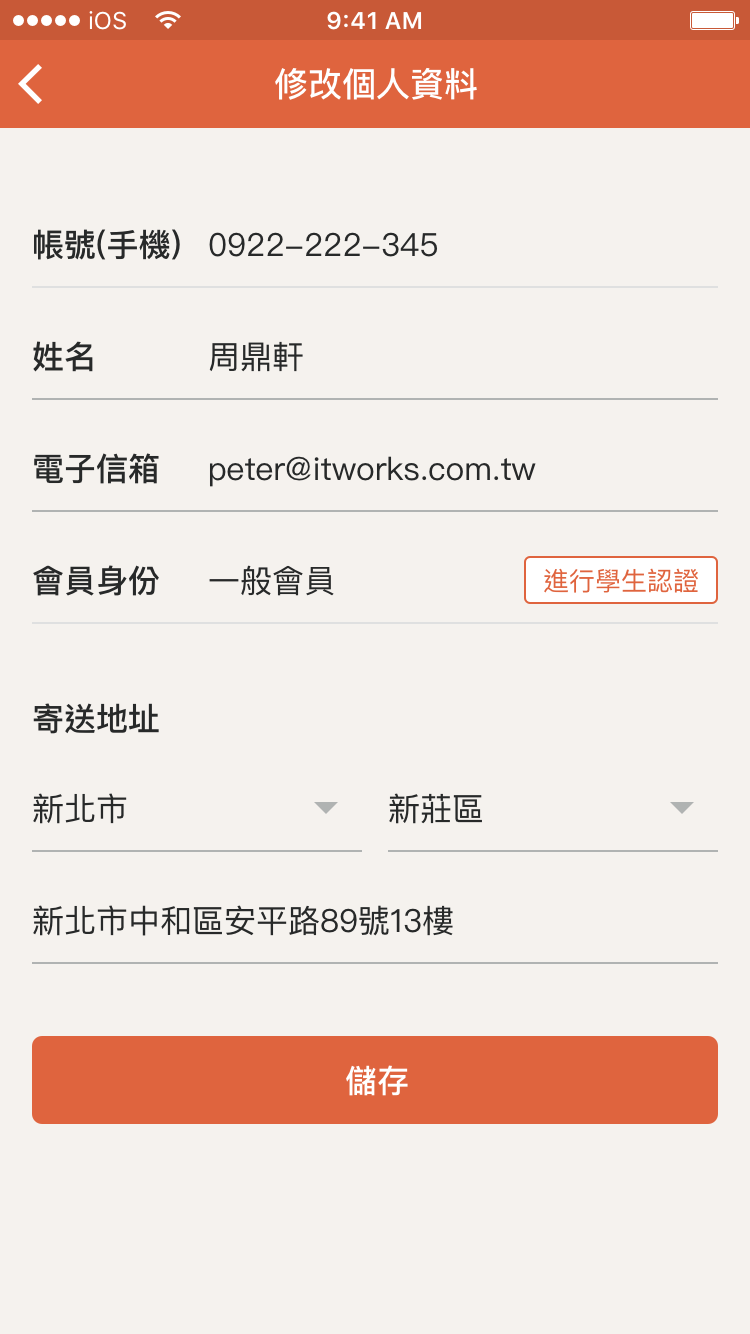 iOS 9:41 AM
修改個人資料
帳號(手機) 0922-222-345
姓名 周鼎軒
電子信箱 peter@itworks.com.tw
會員身份 一般會員 進行學生認證
寄送地址
新北市 新莊區
新北市中和區安平路89號13樓
儲存